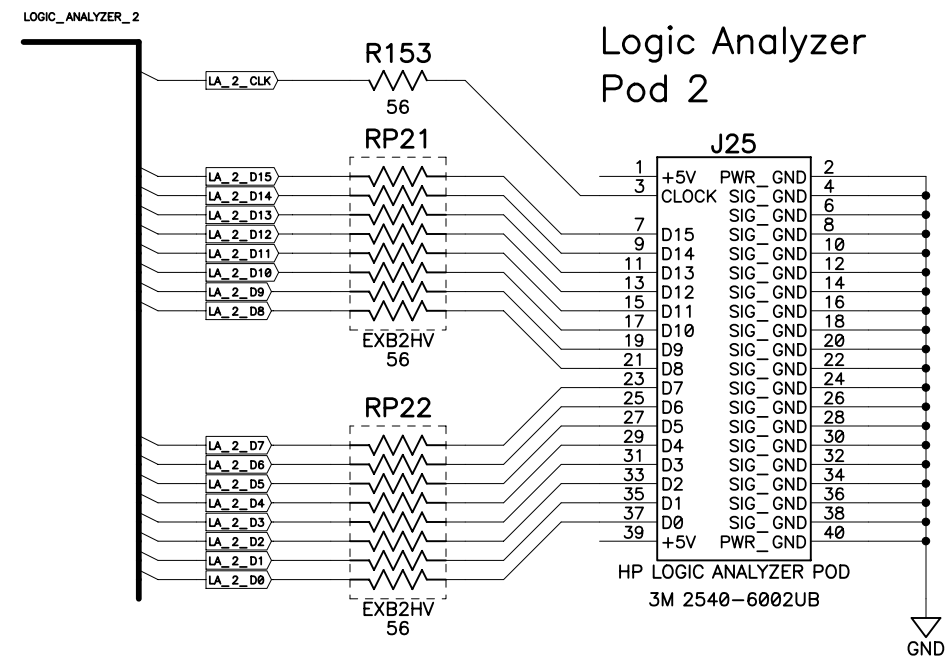 LOGIC_ANALYZER_2
Logic Analyzer
Pod 2
R153
LA_2_CLK
56
RP21
LA_2_D15
LA_2_D14
LA_2_D13
LA_2_D12
LA_2_D11
LA_2_D10
LA_2_D9
LA_2_D8
EXB2HV
56
RP22
LA_2_D7
LA_2_D6
LA_2_D5
LA_2_D4
LA_2_D3
LA_2_D2
LA_2_D1
LA_2_D0
EXB2HV
56
J25
1 +5V PWR_GND 2
3 CLOCK SIG_GND 4
SIG_GND 6
7 D15 SIG_GND 8
9 D14 SIG_GND 10
11 D13 SIG_GND 12
13 D12 SIG_GND 14
15 D11 SIG_GND 16
17 D10 SIG_GND 18
19 D9 SIG_GND 20
21 D8 SIG_GND 22
23 D7 SIG_GND 24
25 D6 SIG_GND 26
27 D5 SIG_GND 28
29 D4 SIG_GND 30
31 D3 SIG_GND 32
33 D2 SIG_GND 34
35 D1 SIG_GND 36
37 D0 SIG_GND 38
39 +5V PWR_GND 40
HP LOGIC ANALYZER POD
3M 2540-6002UB
GND